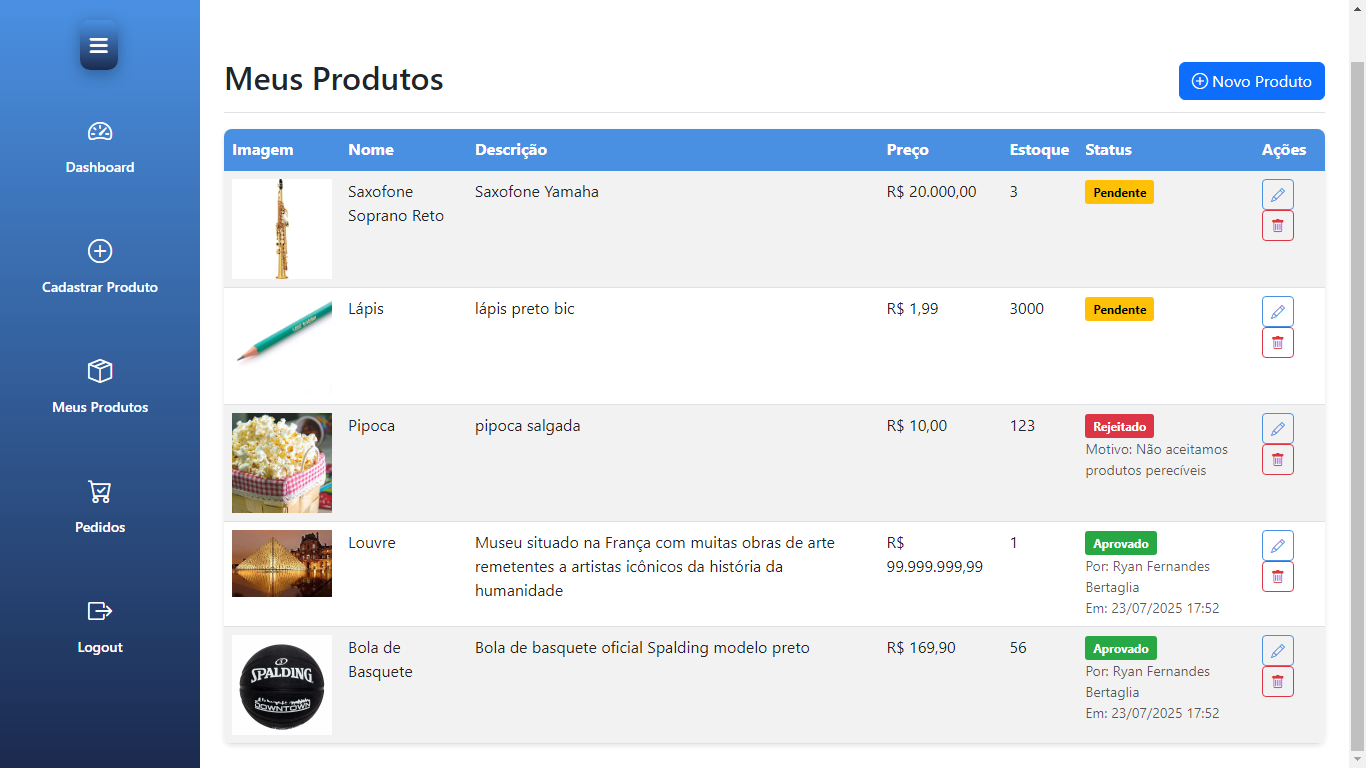 Meus Produtos
Novo Produto
Dashboard
Cadastrar Produto
Meus Produtos
Pedidos
Logout
Imagem Nome Descrição Preço Estoque Status Ações
Saxofone Soprano Reto
Saxofone Yamaha
R$ 20.000,00
3
Pendente
Lápis
lápis preto bic
R$ 1,99
3000
Pendente
Pipoca
pipoca salgada
R$ 10,00
123
Rejeitado
Motivo: Não aceitamos
produtos perecíveis
Louvre
Museu situado na França com muitas obras de arte
remetentes a artistas icônicos da história da
humanidade
R$
99.999.999,99
1
Aprovado
Por: Ryan Fernandes
Bertaglia
Em: 23/07/2025 17:52
SPALDING
DOWNTOWN
Bola de
Basquete
Bola de basquete oficial Spalding modelo preto
R$ 169,90
56
Aprovado
Por: Ryan Fernandes
Bertaglia
Em: 23/07/2025 17:52